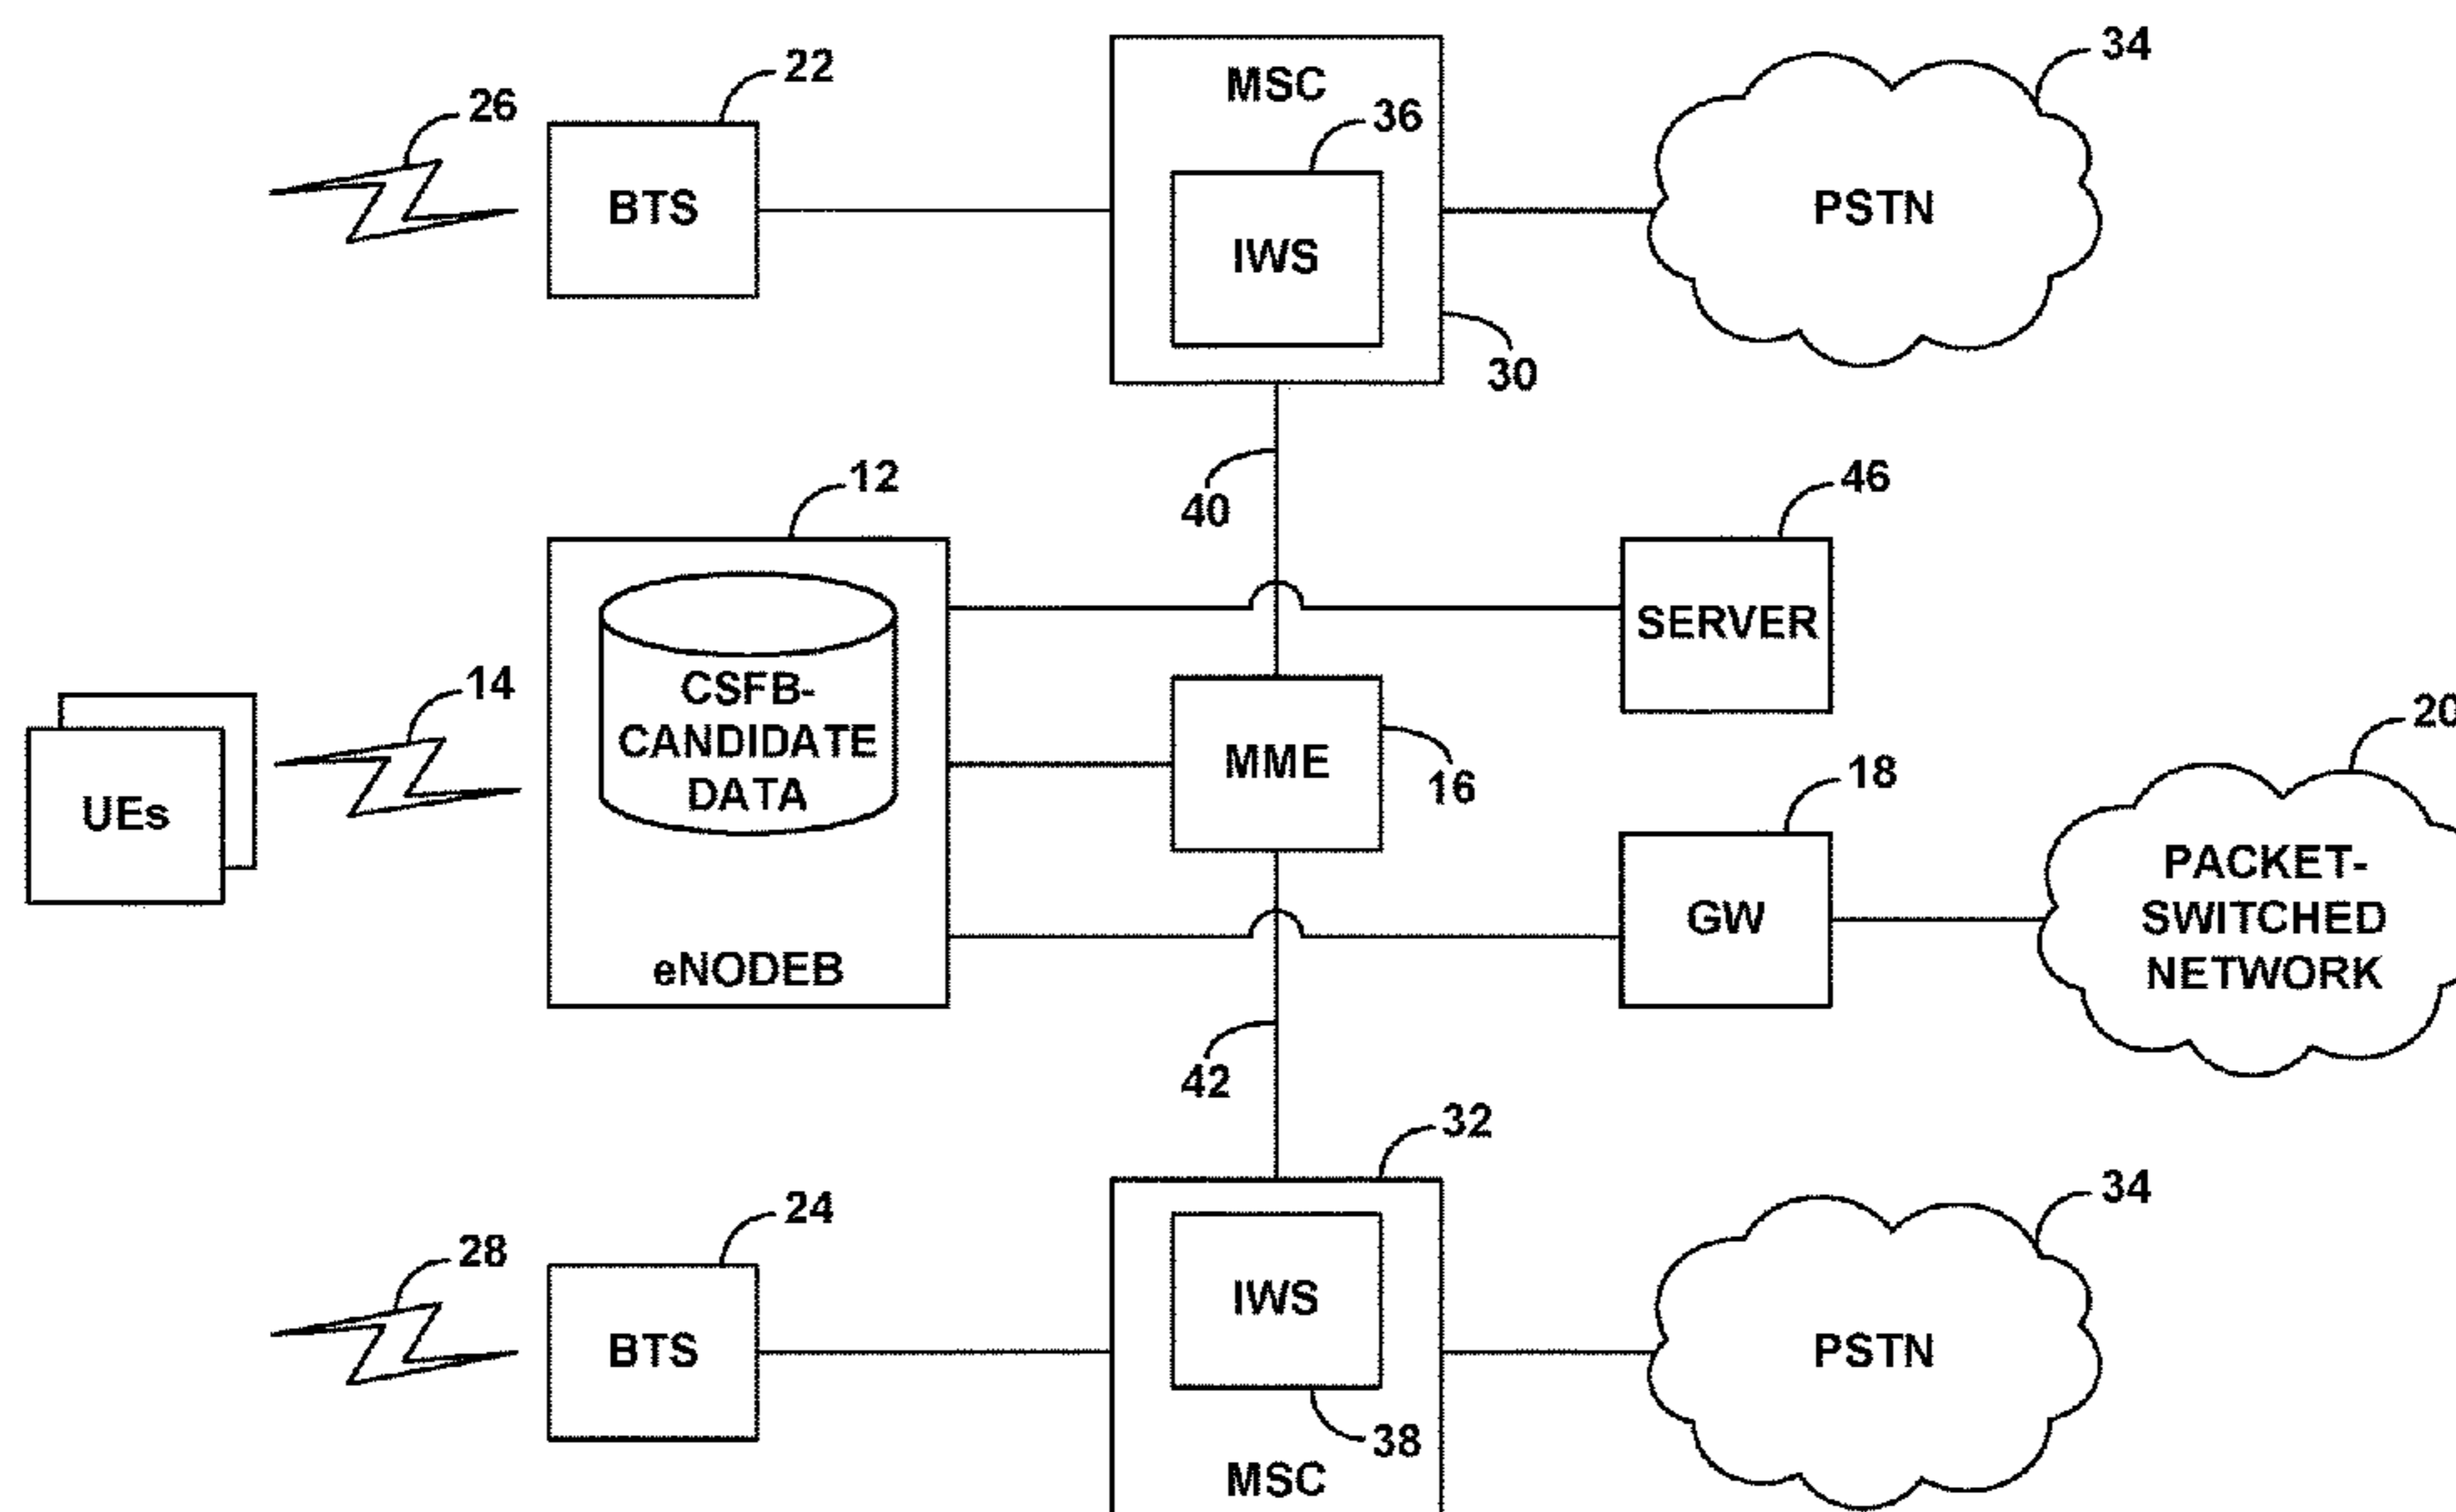 34
22
MSC
26
36
BTS
IWS
PSTN
30
12
46
40
SERVER
14
CSFB-
CANDIDATE
DATA
20
MME
16
18
UEs
PACKET-
SWITCHED
NETWORK
GW
eNODEB
42
32
24
34
28
IWS
BTS
PSTN
38
MSC